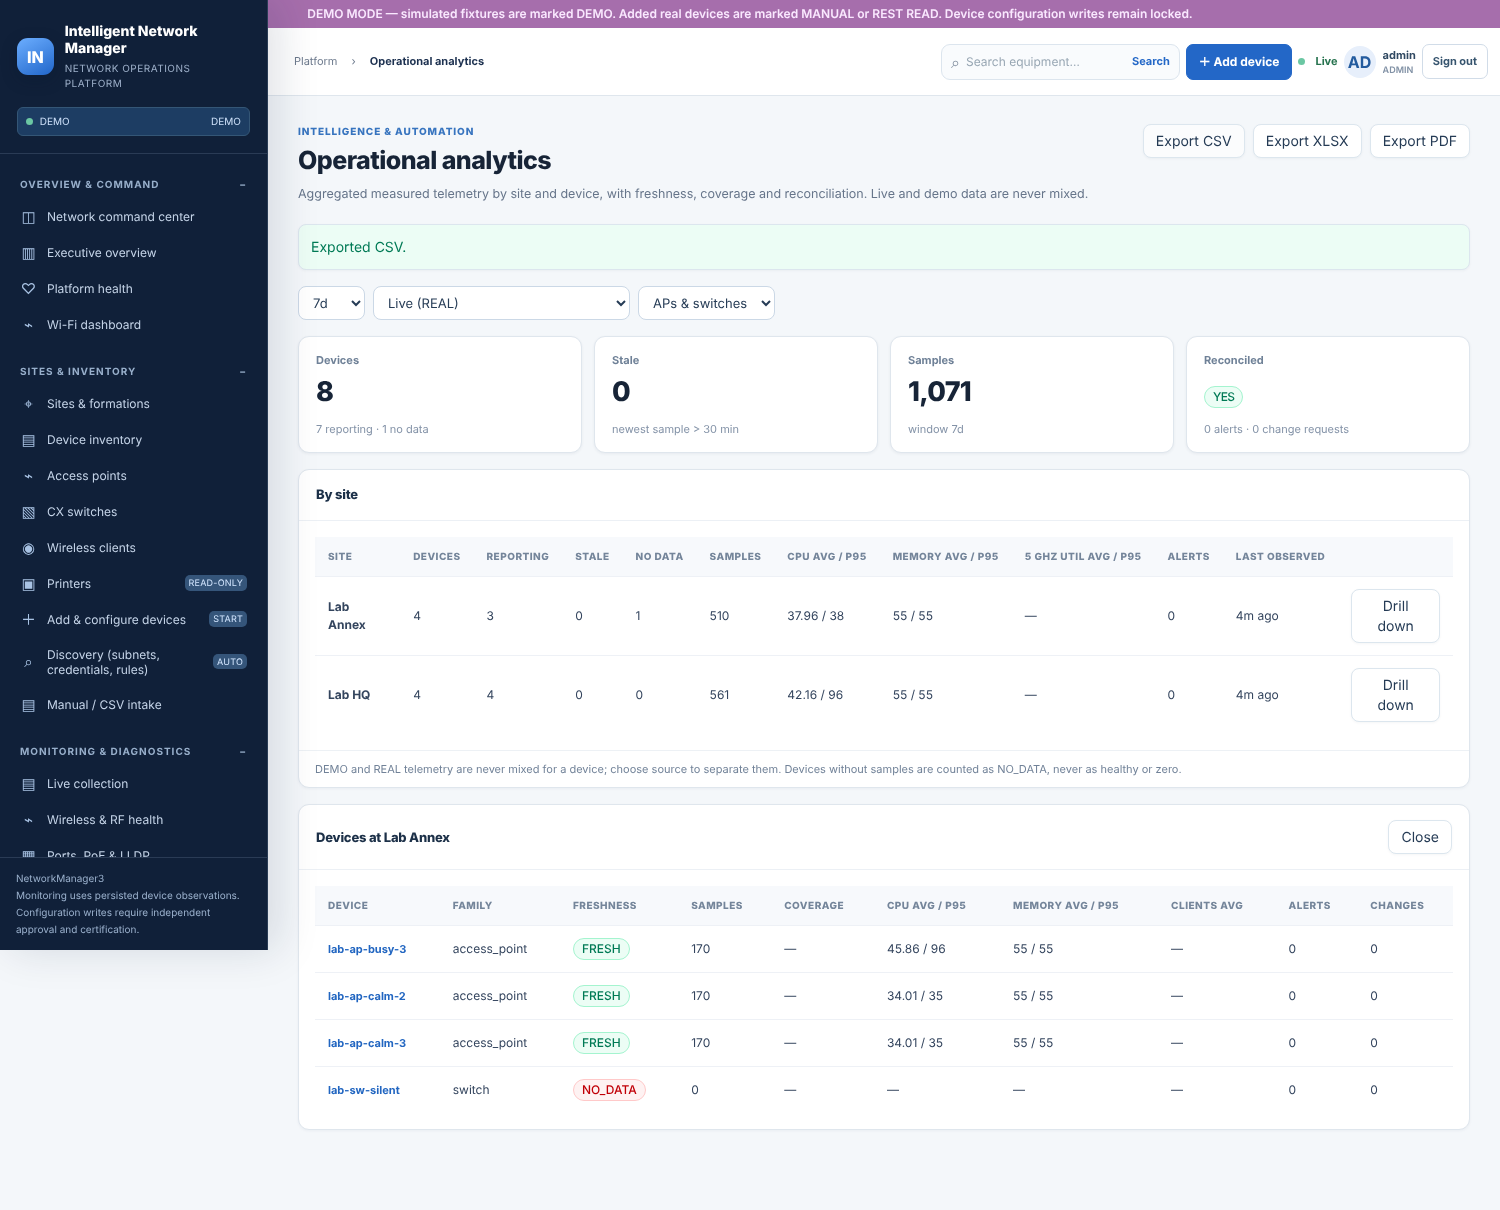 DEMO MODE — simulated fixtures are marked DEMO. Added real devices are marked MANUAL or REST READ. Device configuration writes remain locked.
IN
Intelligent Network
Manager
NETWORK OPERATIONS
PLATFORM
DEMO DEMO
OVERVIEW & COMMAND –
Network command center
Executive overview
Platform health
Wi-Fi dashboard
SITES & INVENTORY –
Sites & formations
Device inventory
Access points
CX switches
Wireless clients
Printers READ-ONLY
Add & configure devices START
Discovery (subnets,
credentials, rules) AUTO
Manual / CSV intake
MONITORING & DIAGNOSTICS –
Live collection
Wireless & RF health
Ports, PoE & LLDP
NetworkManager3
Monitoring uses persisted device observations.
Configuration writes require independent
approval and certification.
Platform › Operational analytics
Search equipment... Search
+ Add device
Live
AD
admin
ADMIN
Sign out
INTELLIGENCE & AUTOMATION
Operational analytics
Aggregated measured telemetry by site and device, with freshness, coverage and reconciliation. Live and demo data are never mixed.
Export CSV Export XLSX Export PDF
Exported CSV.
7d Live (REAL) APs & switches
Devices
8
7 reporting · 1 no data
Stale
0
newest sample > 30 min
Samples
1,071
window 7d
Reconciled
YES
0 alerts · 0 change requests
By site
SITE DEVICES REPORTING STALE NO DATA SAMPLES CPU AVG / P95 MEMORY AVG / P95 5 GHZ UTIL AVG / P95 ALERTS LAST OBSERVED
Lab
Annex 4 3 0 1 510 37.96 / 38 55 / 55 — 0 4m ago Drill
down
Lab HQ 4 4 0 0 561 42.16 / 96 55 / 55 — 0 4m ago Drill
down
DEMO and REAL telemetry are never mixed for a device; choose source to separate them. Devices without samples are counted as NO_DATA, never as healthy or zero.
Devices at Lab Annex Close
DEVICE FAMILY FRESHNESS SAMPLES COVERAGE CPU AVG / P95 MEMORY AVG / P95 CLIENTS AVG ALERTS CHANGES
lab-ap-busy-3 access_point FRESH 170 — 45.86 / 96 55 / 55 — 0 0
lab-ap-calm-2 access_point FRESH 170 — 34.01 / 35 55 / 55 — 0 0
lab-ap-calm-3 access_point FRESH 170 — 34.01 / 35 55 / 55 — 0 0
lab-sw-silent switch NO_DATA 0 — — — — 0 0